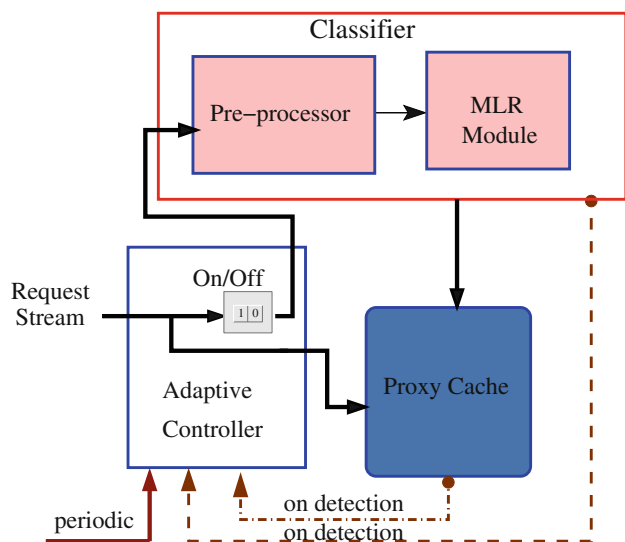 Classifier
Pre-processor
MLR
Module
On/Off
Request
Stream
1 0
Adaptive
Controller
Proxy Cache
on detection
periodic
on detection